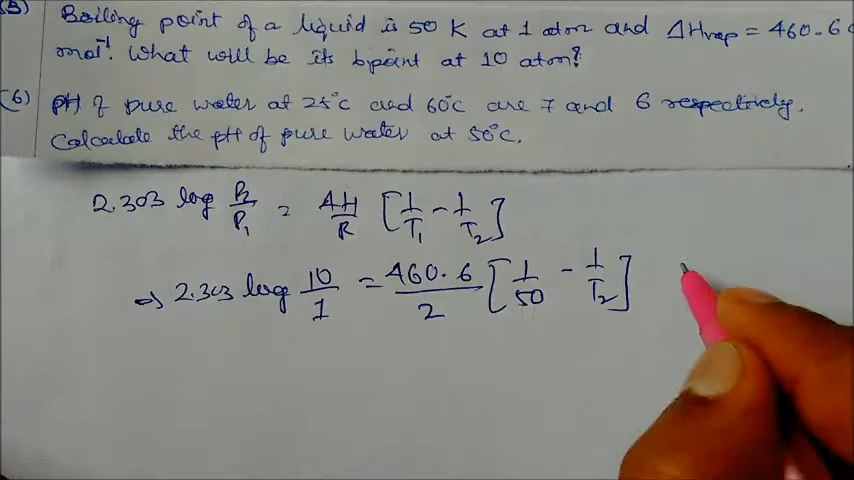 (5) Boiling point of a liquid is 50 K at 1 atm and ΔHvap = 460.6 c
mol⁻¹. What will be its b.point at 10 atm?
(6) pH of pure water at 25°C and 60°C are 7 and 6 respectively.
Calculate the pH of pure water at 50°C.
2.303 log P₂/P₁ = ΔH/R [1/T₁ - 1/T₂]
⇒ 2.303 log 10/1 = 460.6/2 [1/50 - 1/T₂]